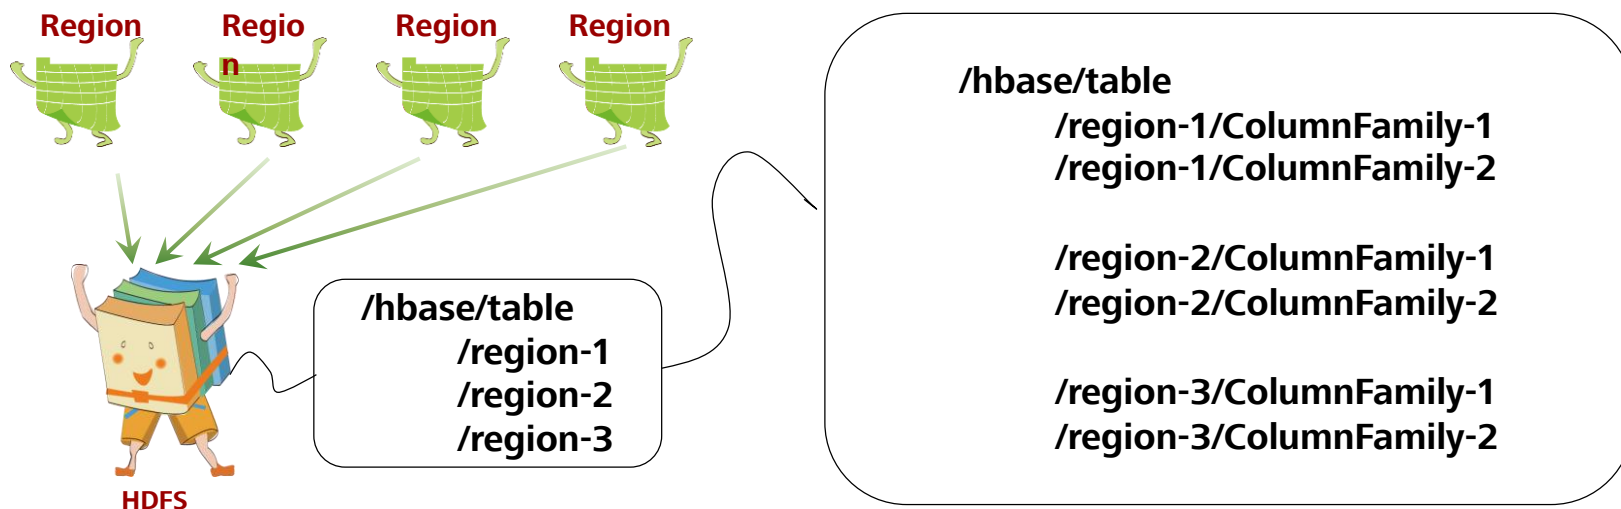 Region
Regio
n
Region
Region
/hbase/table
/region-1
/region-2
/region-3
HDFS
/hbase/table
/region-1/ColumnFamily-1
/region-1/ColumnFamily-2
/region-2/ColumnFamily-1
/region-2/ColumnFamily-2
/region-3/ColumnFamily-1
/region-3/ColumnFamily-2